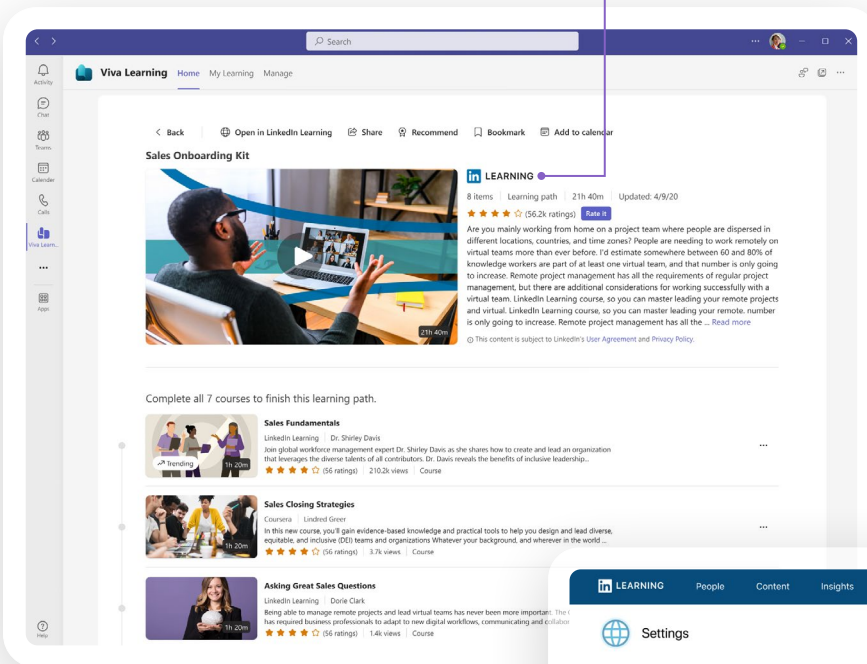 Search
Activity
Viva Learning Home My Learning Manage
Chat
Teams
Calendar
Calls
Viva Learn...
Apps
Help
Back Open in LinkedIn Learning Share Recommend Bookmark Add to calendar
Sales Onboarding Kit
21h 40m
in LEARNING
8 items | Learning path | 21h 40m | Updated: 4/9/20
(56.2k ratings) Rate it
Are you mainly working from home on a project team where people are dispersed in
different locations, countries, and time zones? People are needing to work remotely on
virtual teams more than ever before. I'd estimate somewhere between 60 and 80% of
knowledge workers are part of at least one virtual team, and that number is only going
to increase. Remote project management has all the requirements of regular project
management, but there are additional considerations for working successfully with a
virtual team. LinkedIn Learning course, so you can master leading your remote projects
and virtual. LinkedIn Learning course, so you can master leading your remote. number
is only going to increase. Remote project management has all the ... Read more
This content is subject to LinkedIn's User Agreement and Privacy Policy.
Complete all 7 courses to finish this learning path.
Trending
1h 20m
Sales Fundamentals
LinkedIn Learning | Dr. Shirley Davis
Join global workforce management expert Dr. Shirley Davis as she shares how to create and lead an organization
that leverages the diverse talents of all contributors. Dr. Davis reveals the benefits of inclusive leadership...
(56 ratings) | 210.2k views | Course
1h 20m
Sales Closing Strategies
Coursera | Lindred Greer
In this new course, you'll gain evidence-based knowledge and practical tools to help you design and lead diverse,
equitable, and inclusive (DEI) teams and organizations Whatever your background, and wherever in the world ...
(56 ratings) | 3.7k views | Course
1h 20m
Asking Great Sales Questions
LinkedIn Learning | Dorie Clark
Being able to manage remote projects and lead virtual teams has never been more important. The
has required business professionals to adapt to new digital workflows, communicating and
(56 ratings) | 1.4k views | Course
in LEARNING People Content Insights
Settings